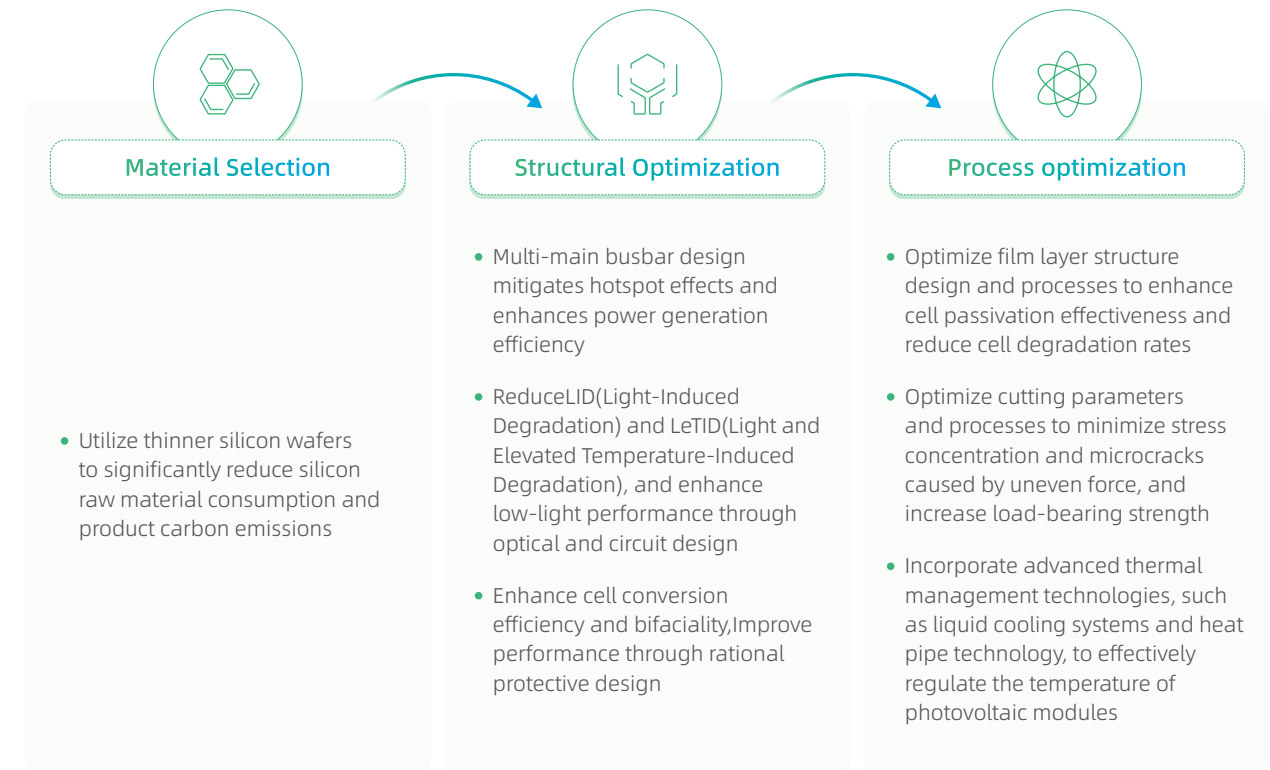 Material Selection
Utilize thinner silicon wafers
to significantly reduce silicon
raw material consumption and
product carbon emissions
Structural Optimization
Multi-main busbar design
mitigates hotspot effects and
enhances power generation
efficiency
ReduceLID(Light-Induced
Degradation) and LeTID(Light and
Elevated Temperature-Induced
Degradation), and enhance
low-light performance through
optical and circuit design
Enhance cell conversion
efficiency and bifaciality,Improve
performance through rational
protective design
Process optimization
Optimize film layer structure
design and processes to enhance
cell passivation effectiveness and
reduce cell degradation rates
Optimize cutting parameters
and processes to minimize stress
concentration and microcracks
caused by uneven force, and
increase load-bearing strength
Incorporate advanced thermal
management technologies, such
as liquid cooling systems and heat
pipe technology, to effectively
regulate the temperature of
photovoltaic modules